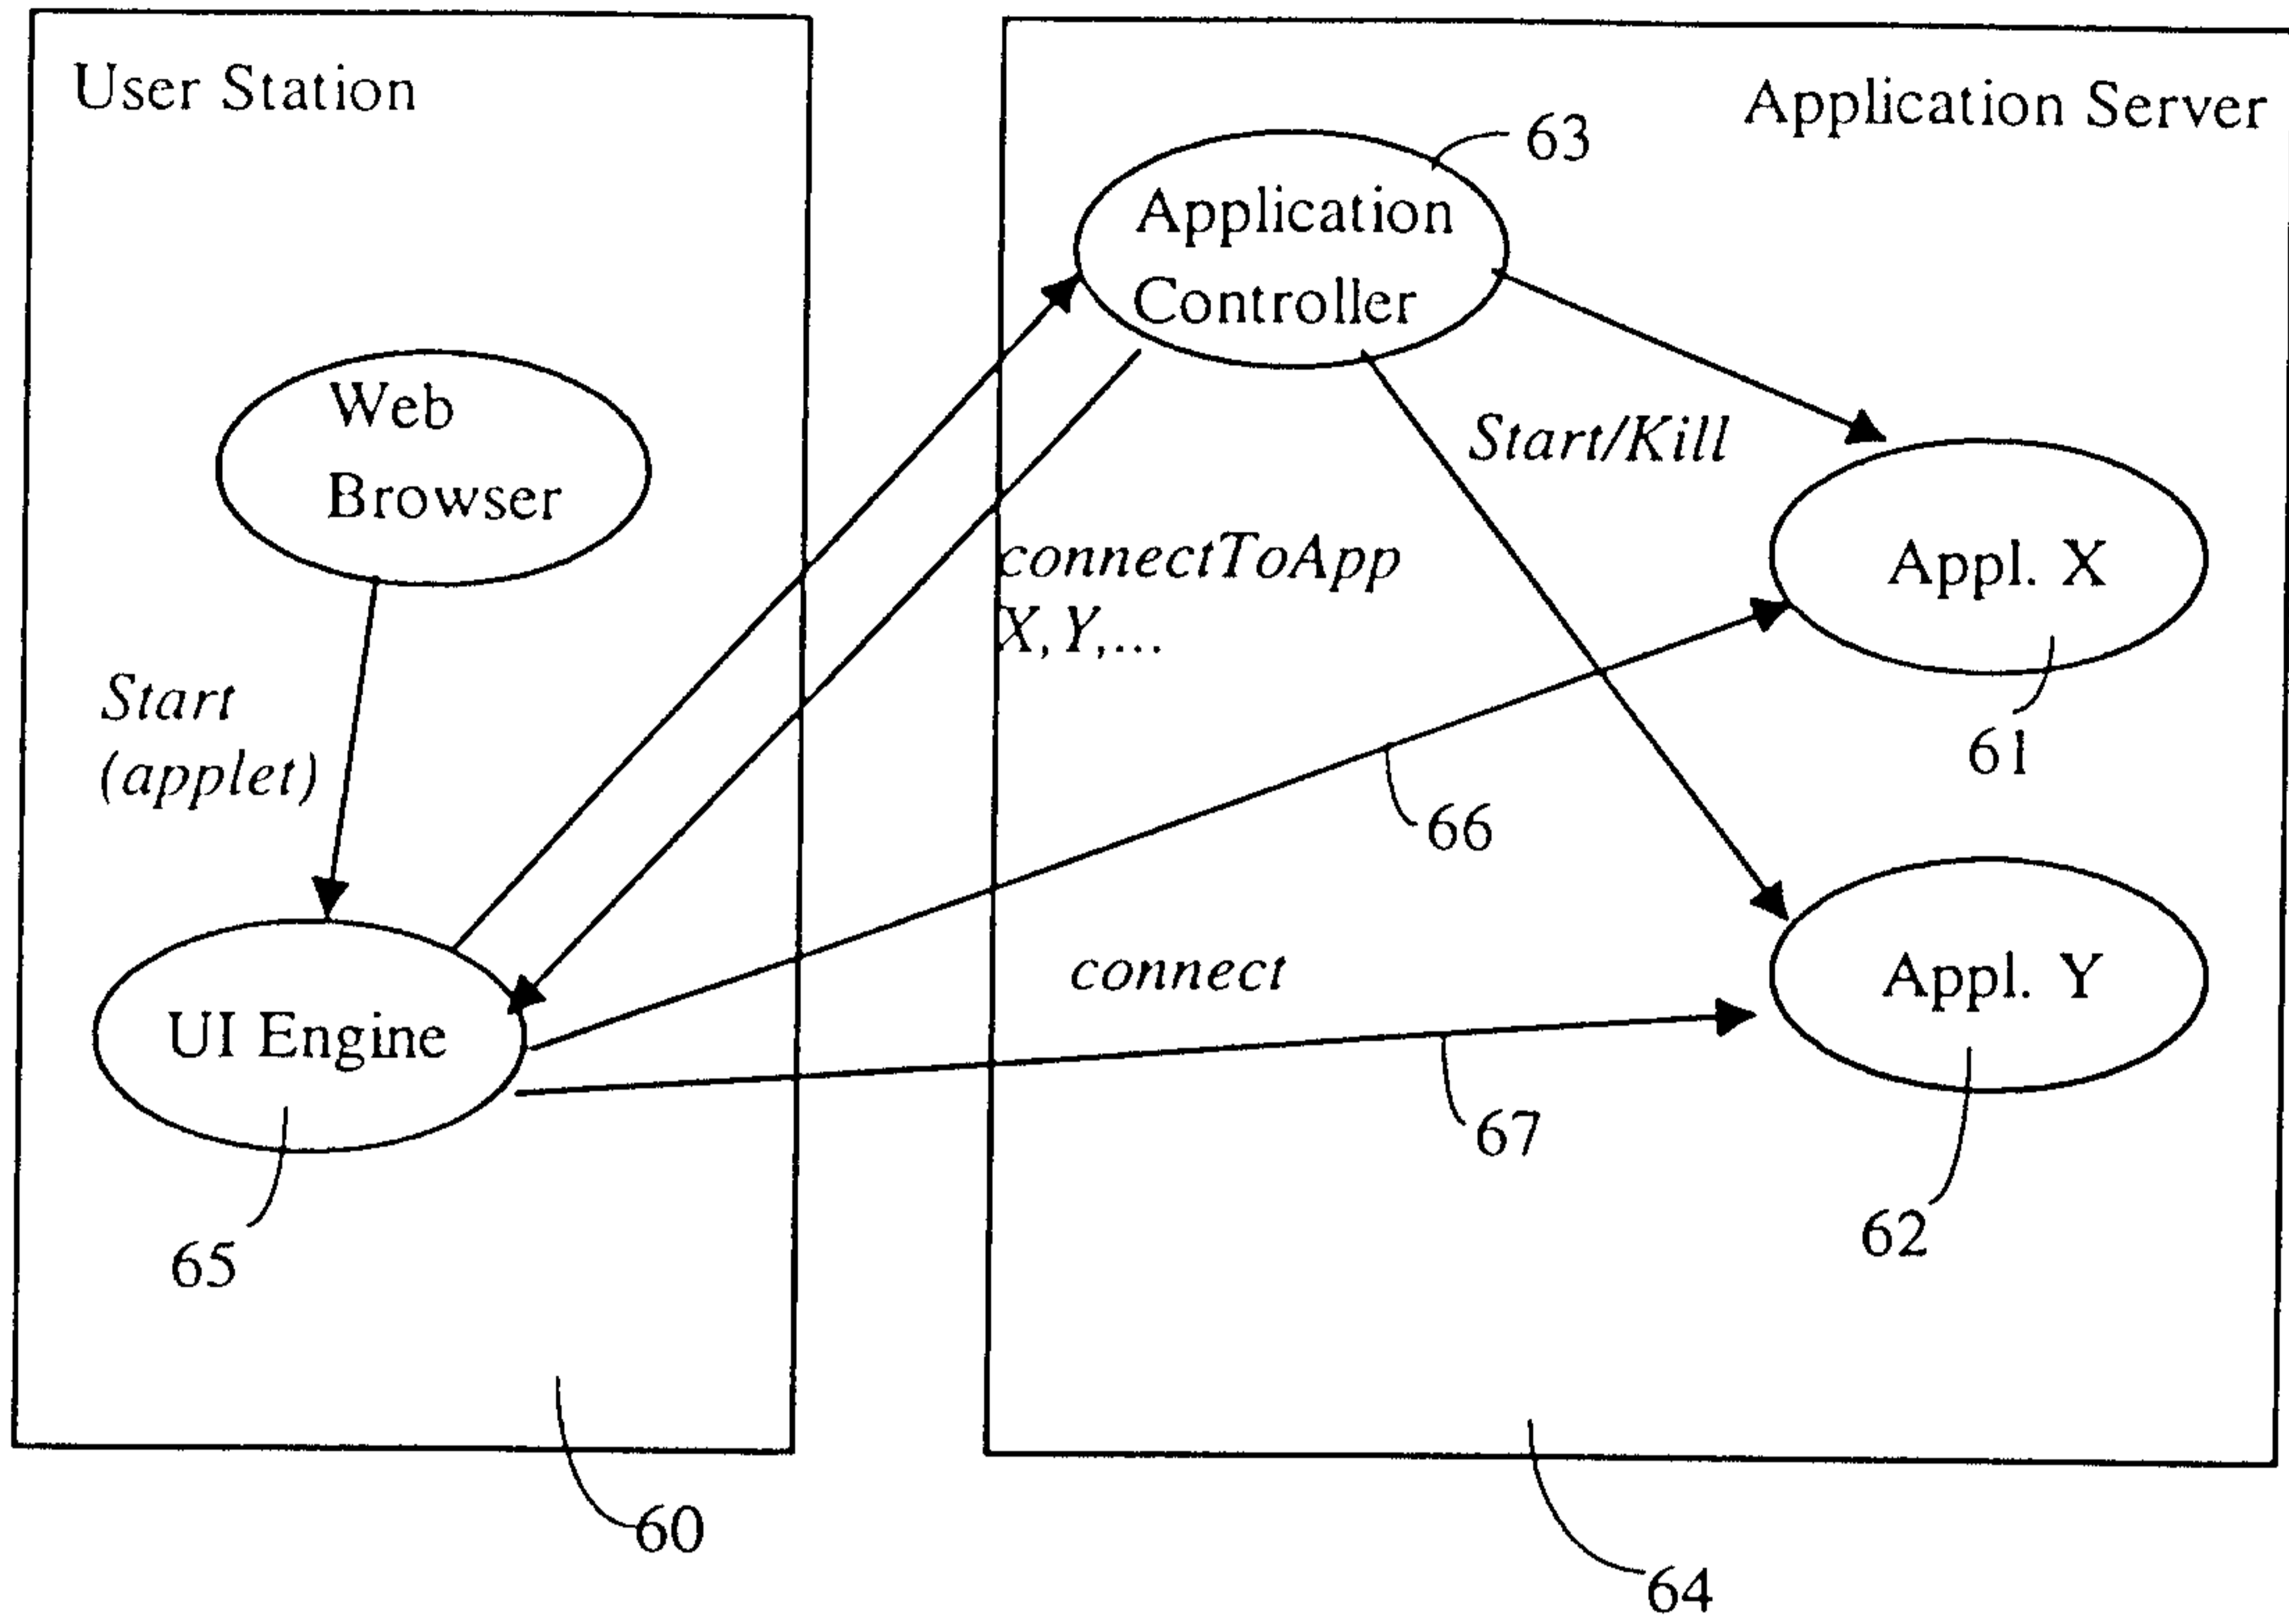 User Station
Application Server
63
Application
Controller
Web
Browser
Start/Kill
connectToApp
X, Y,...
Appl. X
Start
(applet)
61
66
connect
Appl. Y
UI Engine
67
62
65
60
64